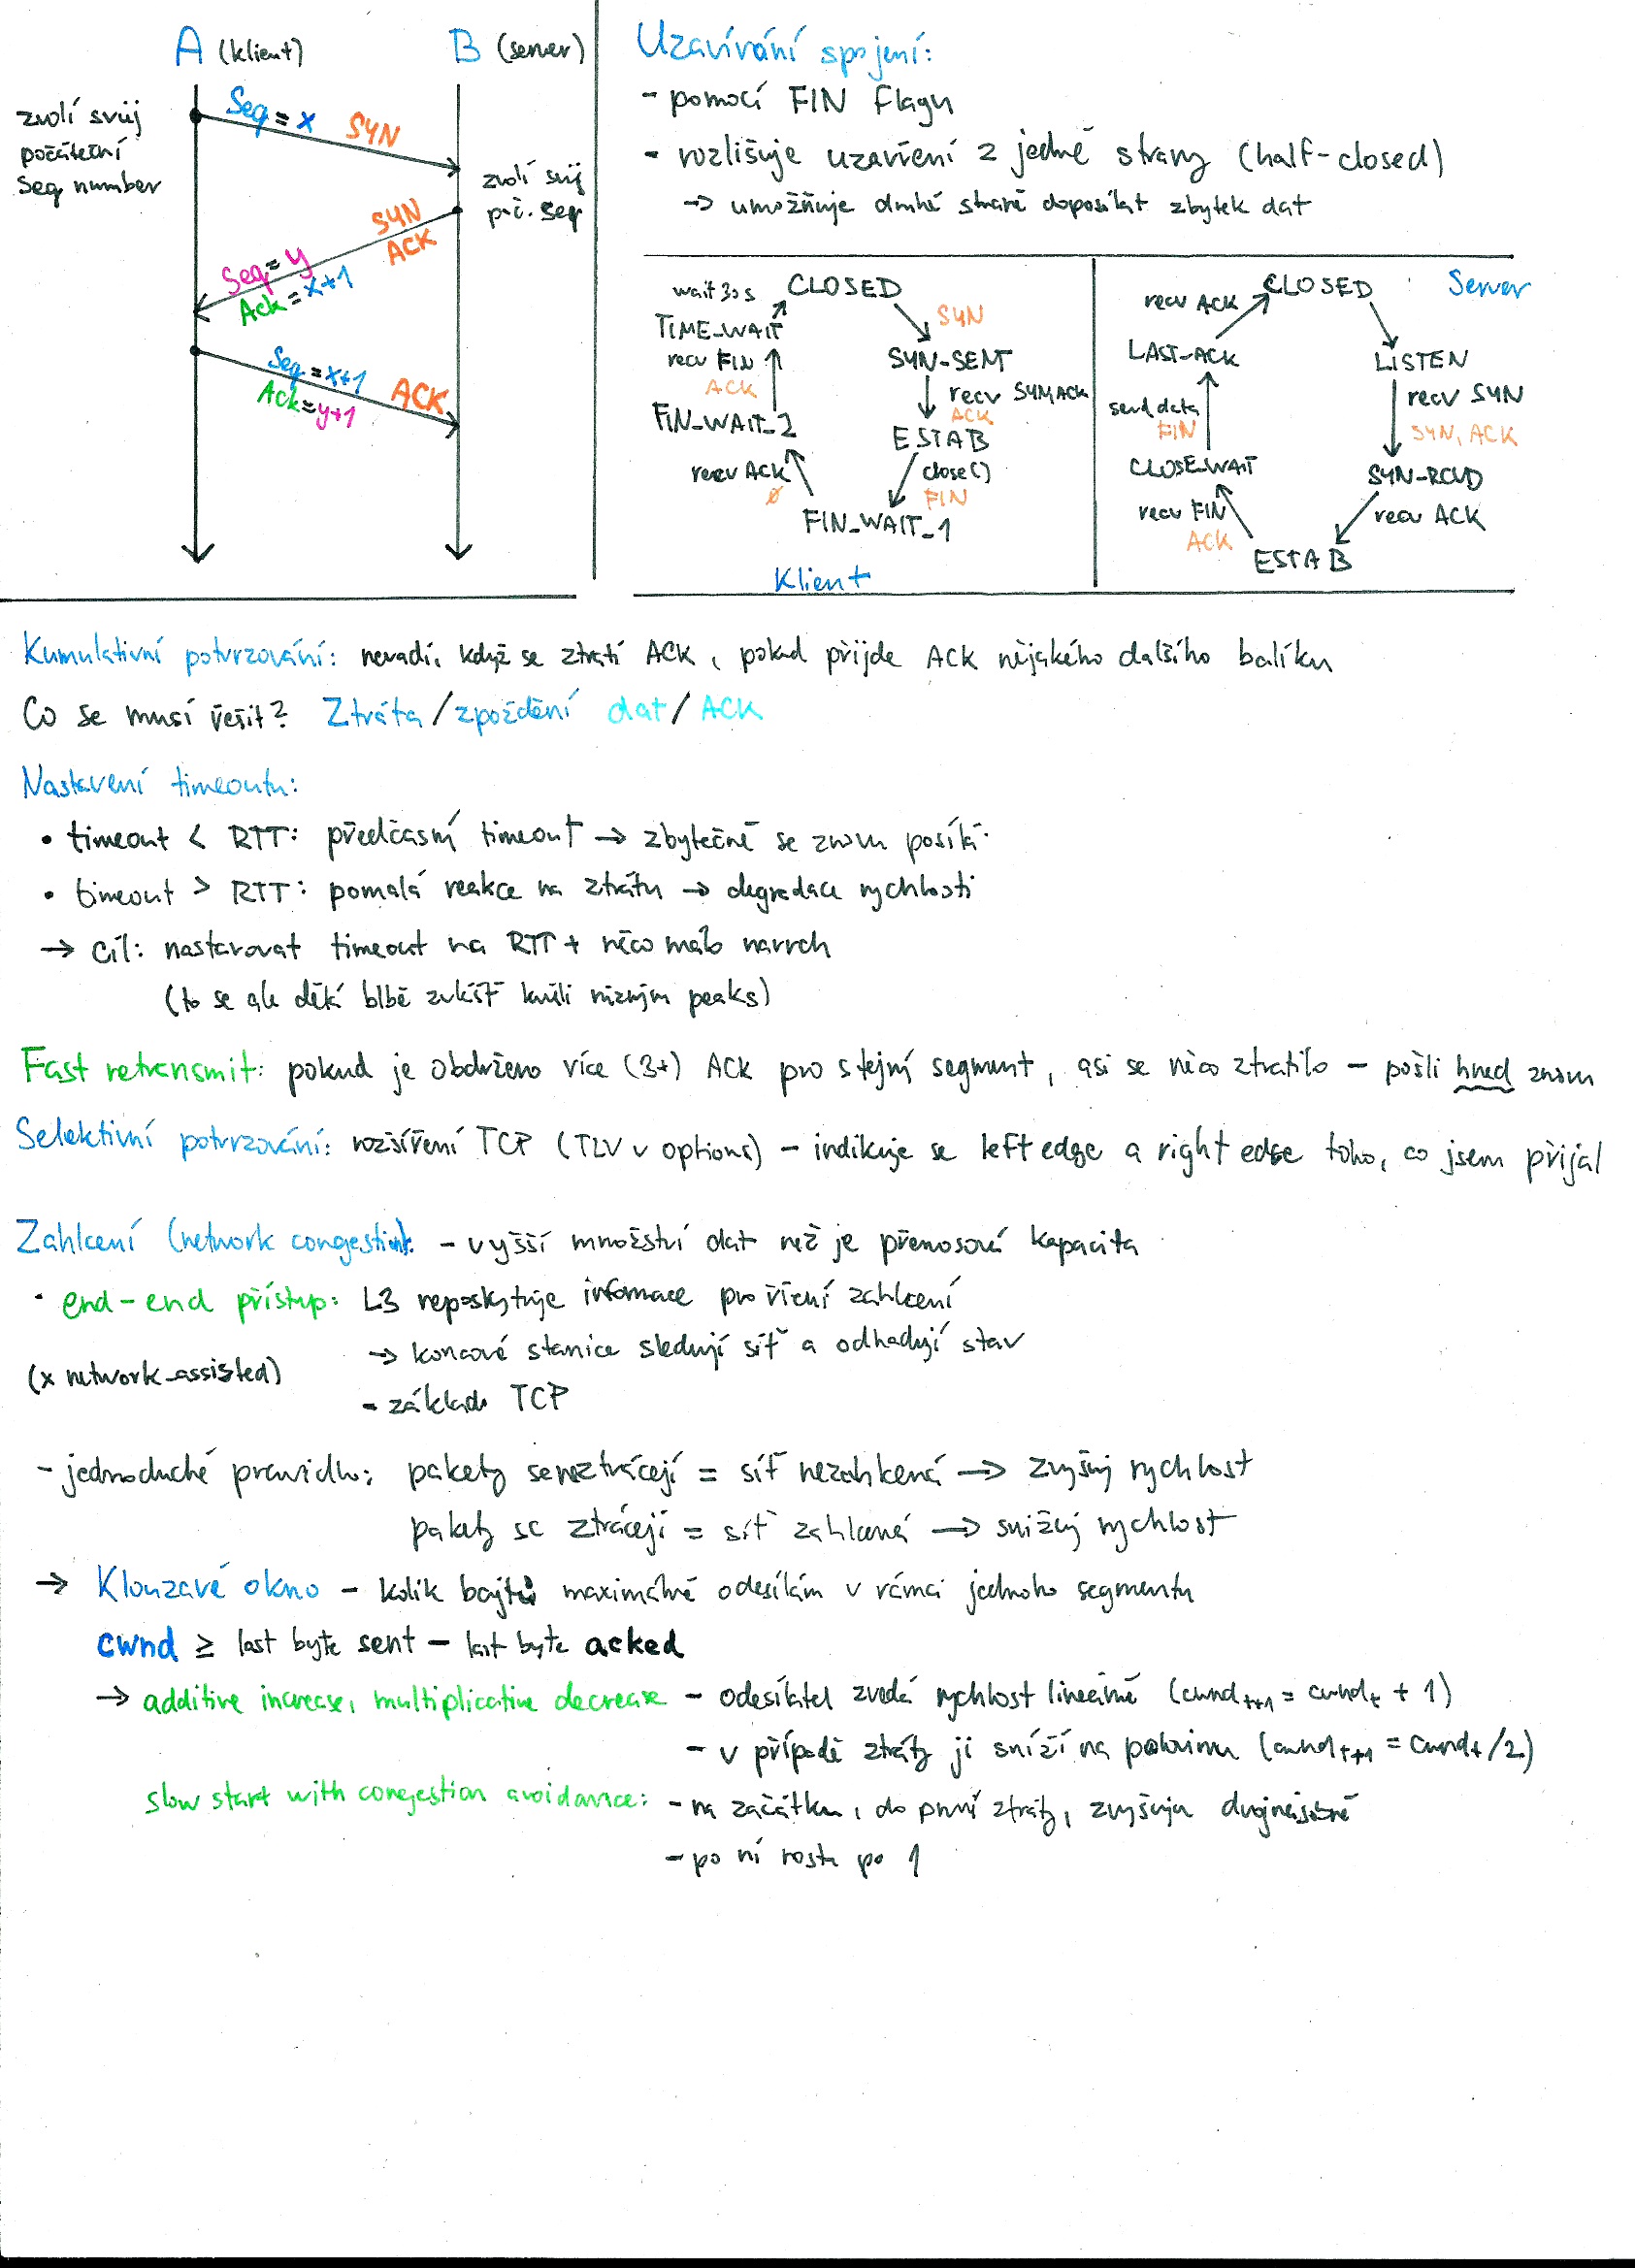 A (klient)
B (server)
zvolí svůj
počáteční
Seq number
Seq = x
SYN
zvolí svůj
poč. seq
SYN
ACK
Seq = y
Ack = x+1
Seq = x+1
Ack = y+1
ACK
Uzavírání spojení:
- pomocí FIN flagu
- rozlišuje uzavření z jedné strany (half-closed)
→ umožňuje druhé straně doposílat zbytek dat
CLOSED
SYN
SYN-SENT
recv SYN,ACK
ACK
ESTAB
close()
FIN
FIN_WAIT_1
recv ACK
ø
FIN_WAIT_2
recv FIN
ACK
TIME_WAIT
wait 30s
Klient
Server
CLOSED
LISTEN
recv SYN
SYN, ACK
SYN-RCVD
recv ACK
ESTAB
recv FIN
ACK
CLOSE_WAIT
send data
FIN
LAST-ACK
recv ACK
Kumulativní potvrzování: nevadí, když se ztratí ACK, pokud přijde ACK nějakého dalšího balíku
Co se musí řešit? Ztráta/zpoždění dat/ACK
Nastavení timeoutu:
• timeout < RTT: předčasný timeout → zbytečně se znovu posílá
• timeout > RTT: pomalá reakce na ztrátu → degradace rychlosti
→ cíl: nastavovat timeout na RTT + něco málo navrch
(to se ale dělá blbě zvlášť kvůli různým peaks)
Fast retransmit: pokud je obdrženo více (3+) ACK pro stejný segment, asi se něco ztratilo – pošli hned znovu
Selektivní potvrzování: rozšíření TCP (TLV v options) – indikuje se left edge a right edge toho, co jsem přijal
Zahlcení (network congestion): - vyšší množství dat než je přenosová kapacita
• end-end přístup: L3 neposkytuje informace pro řízení zahlcení
→ koncové stanice sledují síť a odhadují stav
(x network-assisted)
- základ TCP
- jednoduché pravidlo: pakety se neztrácejí = síť nezahlcená → zvyšuj rychlost
pakety se ztrácejí = síť zahlcená → snižuj rychlost
→ Klouzavé okno – kolik bajtů maximálně odesílám v rámci jednoho segmentu
cwnd ≥ last byte sent – last byte acked
→ additive increase, multiplicative decrease – odesílatel zvedá rychlost lineárně (cwnd_t+1 = cwnd_t + 1)
– v případě ztráty ji sníží na polovinu (cwnd_t+1 = cwnd_t/2)
slow start with congestion avoidance: – na začátku, do první ztráty, zvyšuju dvojnásobně
– po ní rostu po 1